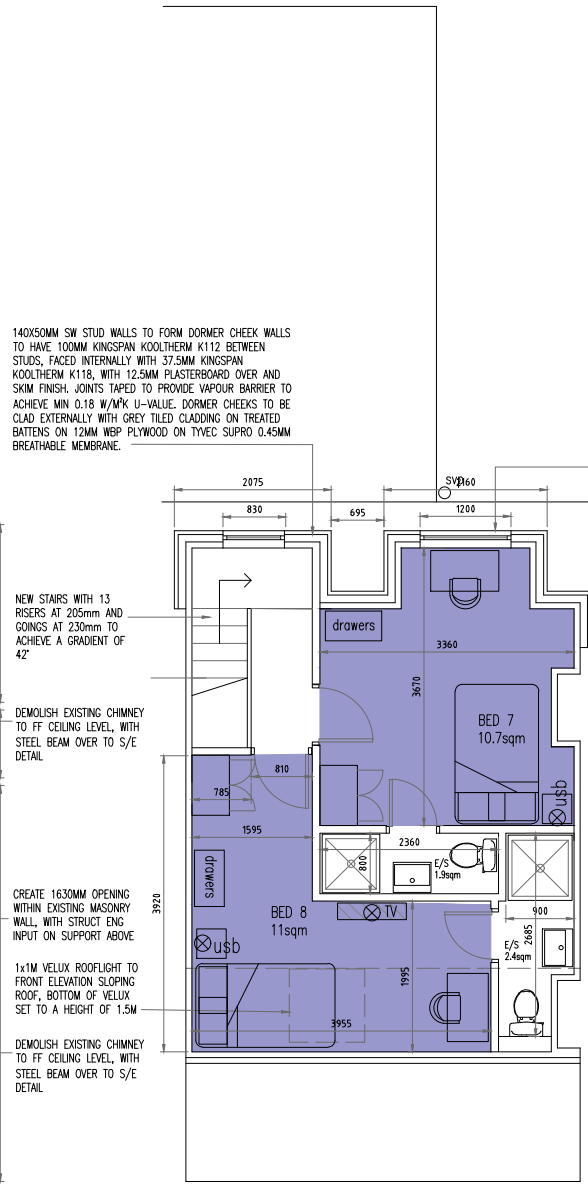 140X50MM SW STUD WALLS TO FORM DORMER CHEEK WALLS
TO HAVE 100MM KINGSPAN KOOLTHERM K112 BETWEEN
STUDS, FACED INTERNALLY WITH 37.5MM KINGSPAN
KOOLTHERM K118, WITH 12.5MM PLASTERBOARD OVER AND
SKIM FINISH. JOINTS TAPED TO PROVIDE VAPOUR BARRIER TO
ACHIEVE MIN 0.18 W/M²K U-VALUE. DORMER CHEEKS TO BE
CLAD EXTERNALLY WITH GREY TILED CLADDING ON TREATED
BATTENS ON 12MM WBP PLYWOOD ON TYVEC SUPRO 0.45MM
BREATHABLE MEMBRANE.
SVP
2075
2160
830
695
1200
NEW STAIRS WITH 13
RISERS AT 205mm AND
GOINGS AT 230mm TO
ACHIEVE A GRADIENT OF
42°
drawers
3360
3670
DEMOLISH EXISTING CHIMNEY
TO FF CEILING LEVEL, WITH
STEEL BEAM OVER TO S/E
DETAIL
BED 7
10.7sqm
usb
810
785
1595
2360
800
E/S
1.9sqm
drawers
3920
CREATE 1630MM OPENING
WITHIN EXISTING MASONRY
WALL, WITH STRUCT ENG
INPUT ON SUPPORT ABOVE
BED 8
11sqm
TV
usb
900
2685
E/S
2.4sqm
1995
1x1M VELUX ROOFLIGHT TO
FRONT ELEVATION SLOPING
ROOF, BOTTOM OF VELUX
SET TO A HEIGHT OF 1.5M
3955
DEMOLISH EXISTING CHIMNEY
TO FF CEILING LEVEL, WITH
STEEL BEAM OVER TO S/E
DETAIL